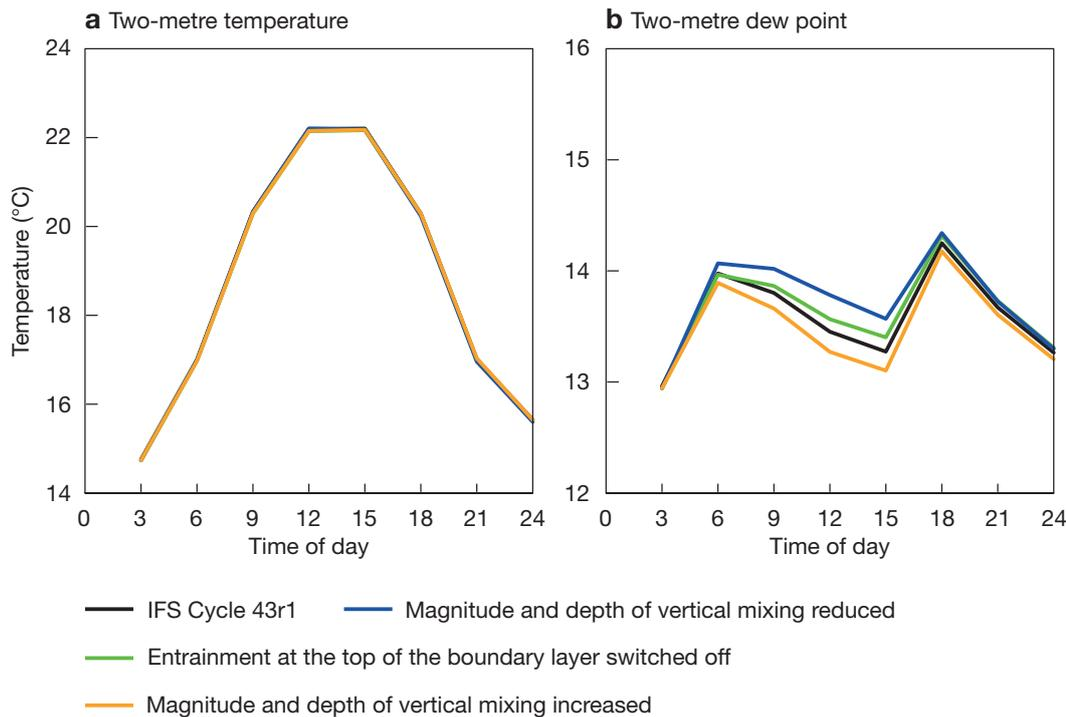 a Two-metre temperature
24
22
20
18
16
14
0 3 6 9 12 15 18 21 24
Time of day
Temperature (°C)
b Two-metre dew point
16
15
14
13
12
0 3 6 9 12 15 18 21 24
Time of day
IFS Cycle 43r1
Magnitude and depth of vertical mixing reduced
Entrainment at the top of the boundary layer switched off
Magnitude and depth of vertical mixing increased